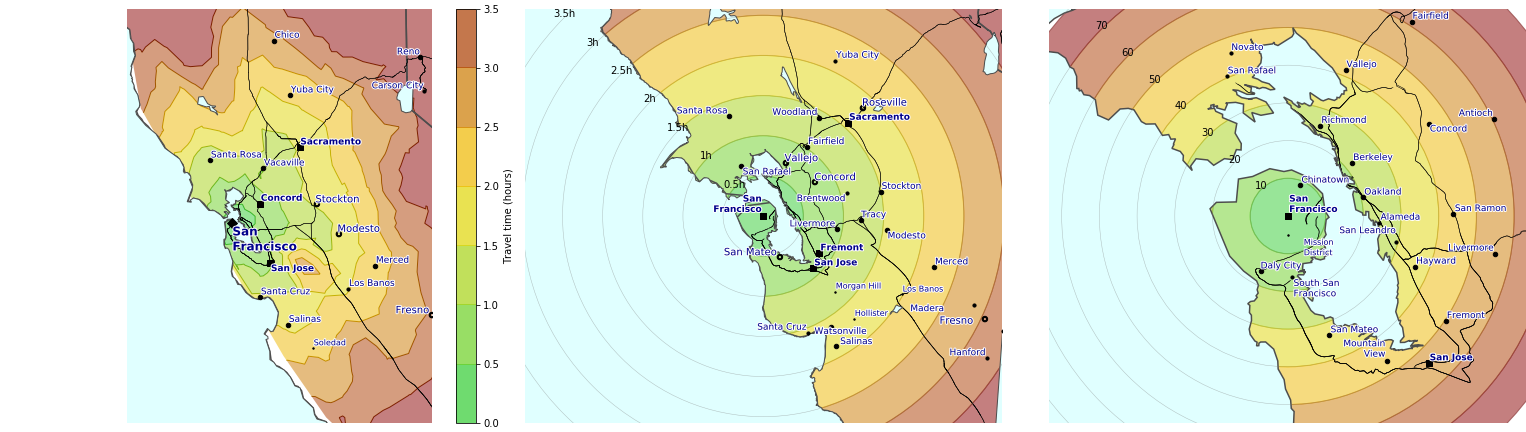 Chico
Reno
Carson City
Yuba City
Sacramento
Santa Rosa
Vacaville
Concord
Stockton
San
Francisco
Modesto
San Jose
Merced
Los Banos
Santa Cruz
Fresno
Salinas
Soledad
3.5
3.0
2.5
2.0
1.5
1.0
0.5
0.0
Travel time (hours)
3.5h
3h
2.5h
2h
1.5h
1h
0.5h
Yuba City
Roseville
Santa Rosa
Woodland
Sacramento
Fairfield
Vallejo
San Rafael
Concord
Stockton
Brentwood
San
Francisco
Tracy
Livermore
Modesto
Fremont
San Mateo
San Jose
Merced
Morgan Hill
Los Banos
Madera
Hollister
Fresno
Santa Cruz
Watsonville
Salinas
Hanford
70
60
50
40
30
20
10
Fairfield
Novato
Vallejo
San Rafael
Antioch
Richmond
Concord
Berkeley
Chinatown
Oakland
San
Francisco
San Ramon
Alameda
San Leandro
Mission
District
Livermore
Daly City
Hayward
South San
Francisco
Fremont
San Mateo
Mountain
View
San Jose